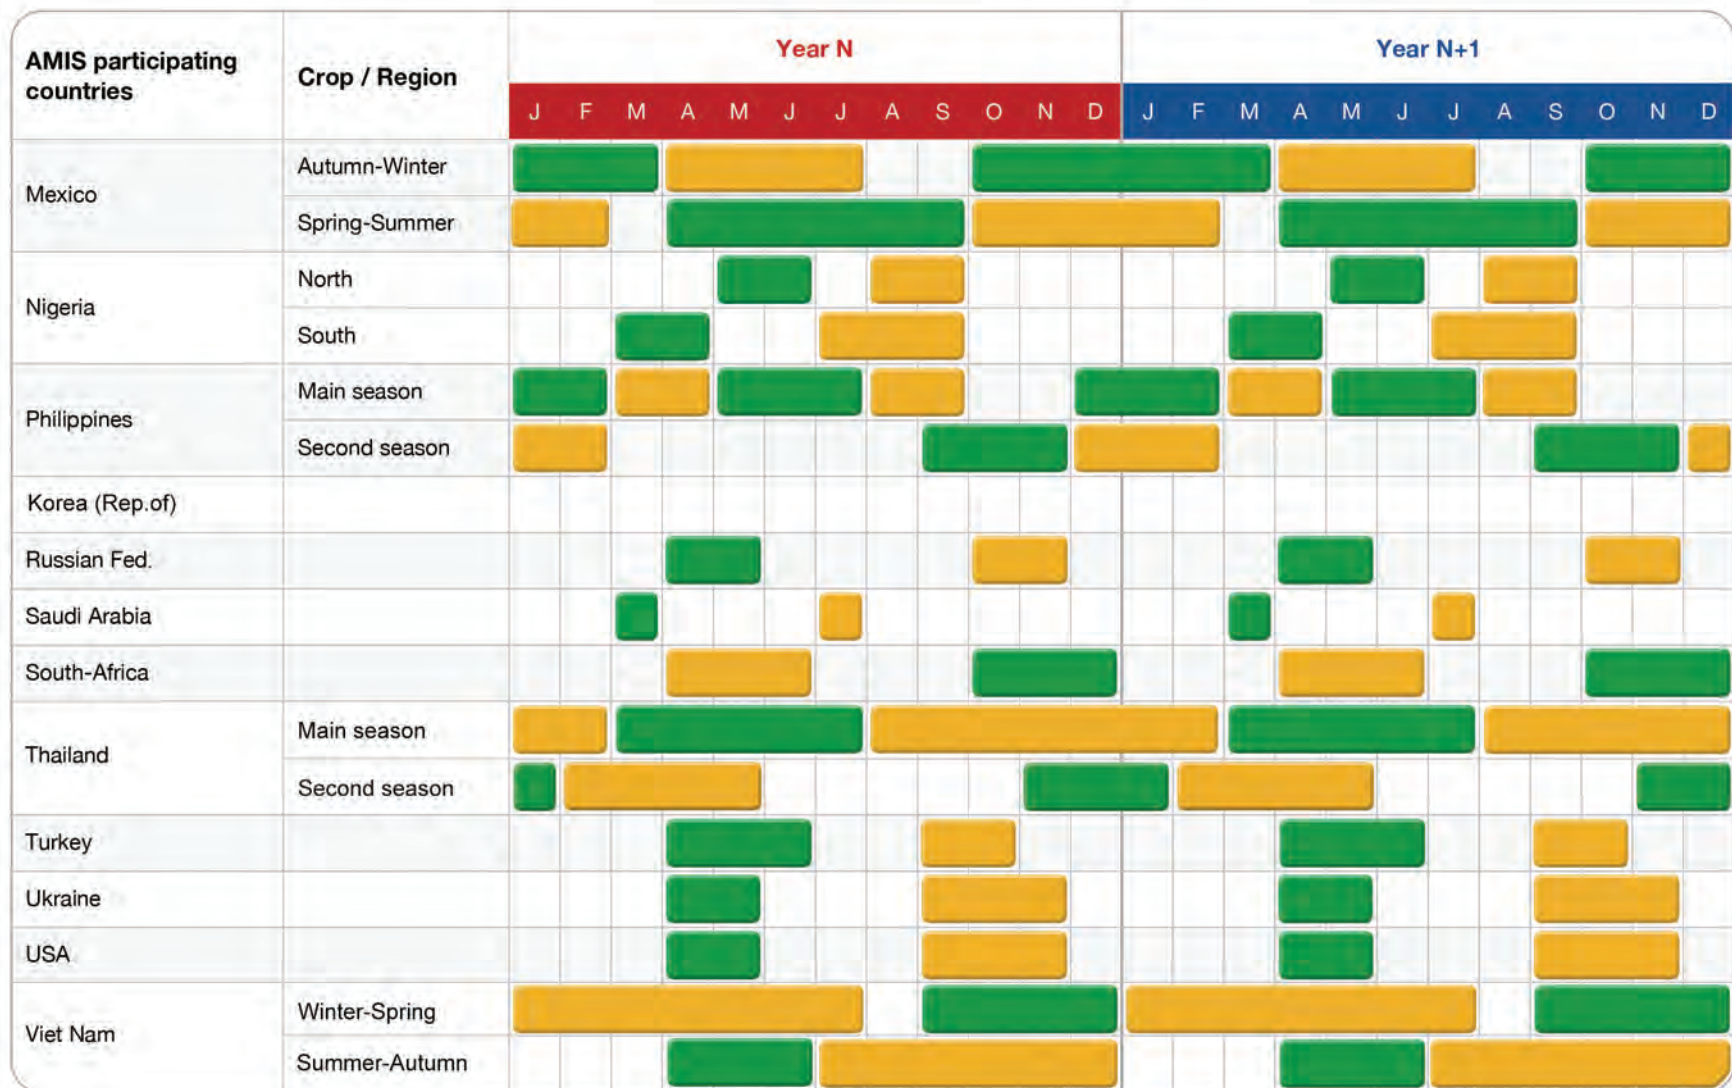 AMIS participating
countries
Crop / Region
Year N
Year N+1
J F M A M J J A S O N D J F M A M J J A S O N D
Mexico
Autumn-Winter
Spring-Summer
Nigeria
North
South
Philippines
Main season
Second season
Korea (Rep.of)
Russian Fed.
Saudi Arabia
South-Africa
Thailand
Main season
Second season
Turkey
Ukraine
USA
Viet Nam
Winter-Spring
Summer-Autumn